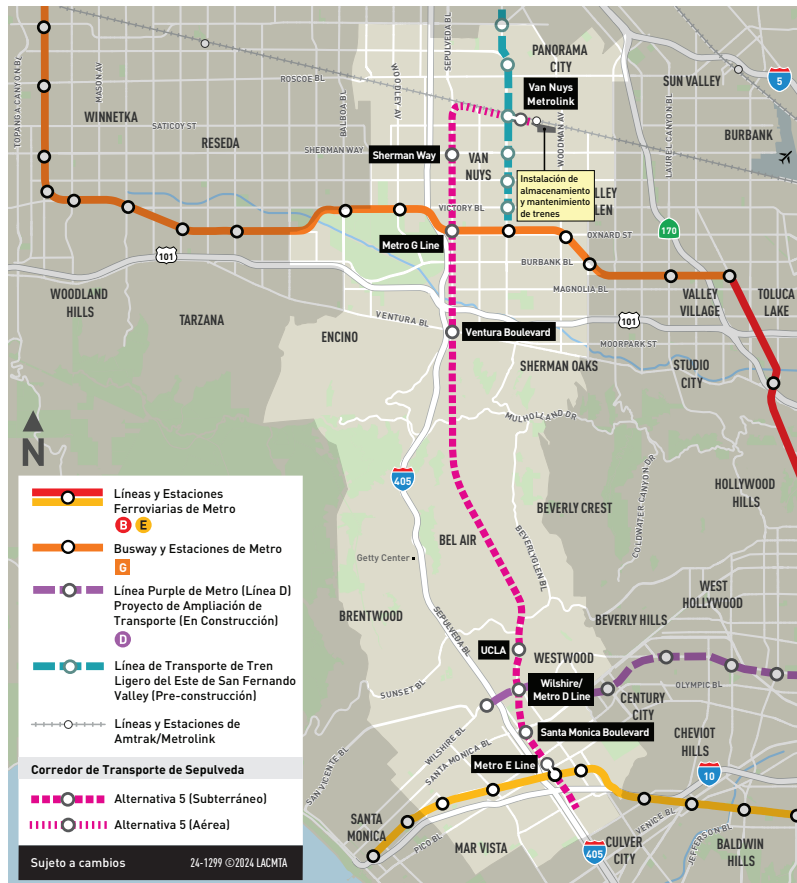 TOPANGA CANYON BL
MASON AV
WINNETKA
ROSCOE BL
SATICOY ST
RESEDA
SHERMAN WAY
BALBOA BL
WOODLEY AV
SEPULVEDA BL
PANORAMA
CITY
Van Nuys
Metrolink
WOODMAN AV
SUN VALLEY
5
LAUREL CANYON BL
BURBANK
Sherman Way
VAN
NUYS
Instalación de
almacenamiento
y mantenimiento
de trenes
LLEY
LEN
VICTORY BL
OXNARD ST
170
Metro G Line
BURBANK BL
MAGNOLIA BL
101
WOODLAND
HILLS
TARZANA
VENTURA BL
ENCINO
Ventura Boulevard
101
VALLEY
VILLAGE
TOLUCA
LAKE
MOORPARK ST
SHERMAN OAKS
STUDIO
CITY
MULHOLLAND DR
N
405
COLDWATER CANYON DR
HOLLYWOOD
HILLS
BEVERLY CREST
BEL AIR
BEVERLY GLEN BL
Getty Center
BRENTWOOD
SEPULVEDA BL
WEST
HOLLYWOOD
BEVERLY HILLS
UCLA
WESTWOOD
SUNSET BL
Wilshire/
Metro D Line
CENTURY
CITY
OLYMPIC BL
Santa Monica Boulevard
WILSHIRE BL
SANTA MONICA BL
CHEVIOT
HILLS
Metro E Line
10
SAN VICENTE BL
SANTA
MONICA
PICO BL
MAR VISTA
405
CULVER
CITY
VENICE BL
JEFFERSON BL
BALDWIN
HILLS
Líneas y Estaciones
Ferroviarias de Metro
B E
Busway y Estaciones de Metro
G
Línea Purple de Metro (Línea D)
Proyecto de Ampliación de
Transporte (En Construcción)
D
Línea de Transporte de Tren
Ligero del Este de San Fernando
Valley (Pre-construcción)
Líneas y Estaciones de
Amtrak/Metrolink
Corredor de Transporte de Sepulveda
Alternativa 5 (Subterráneo)
Alternativa 5 (Aérea)
Sujeto a cambios
24-1299 ©2024 LACMTA